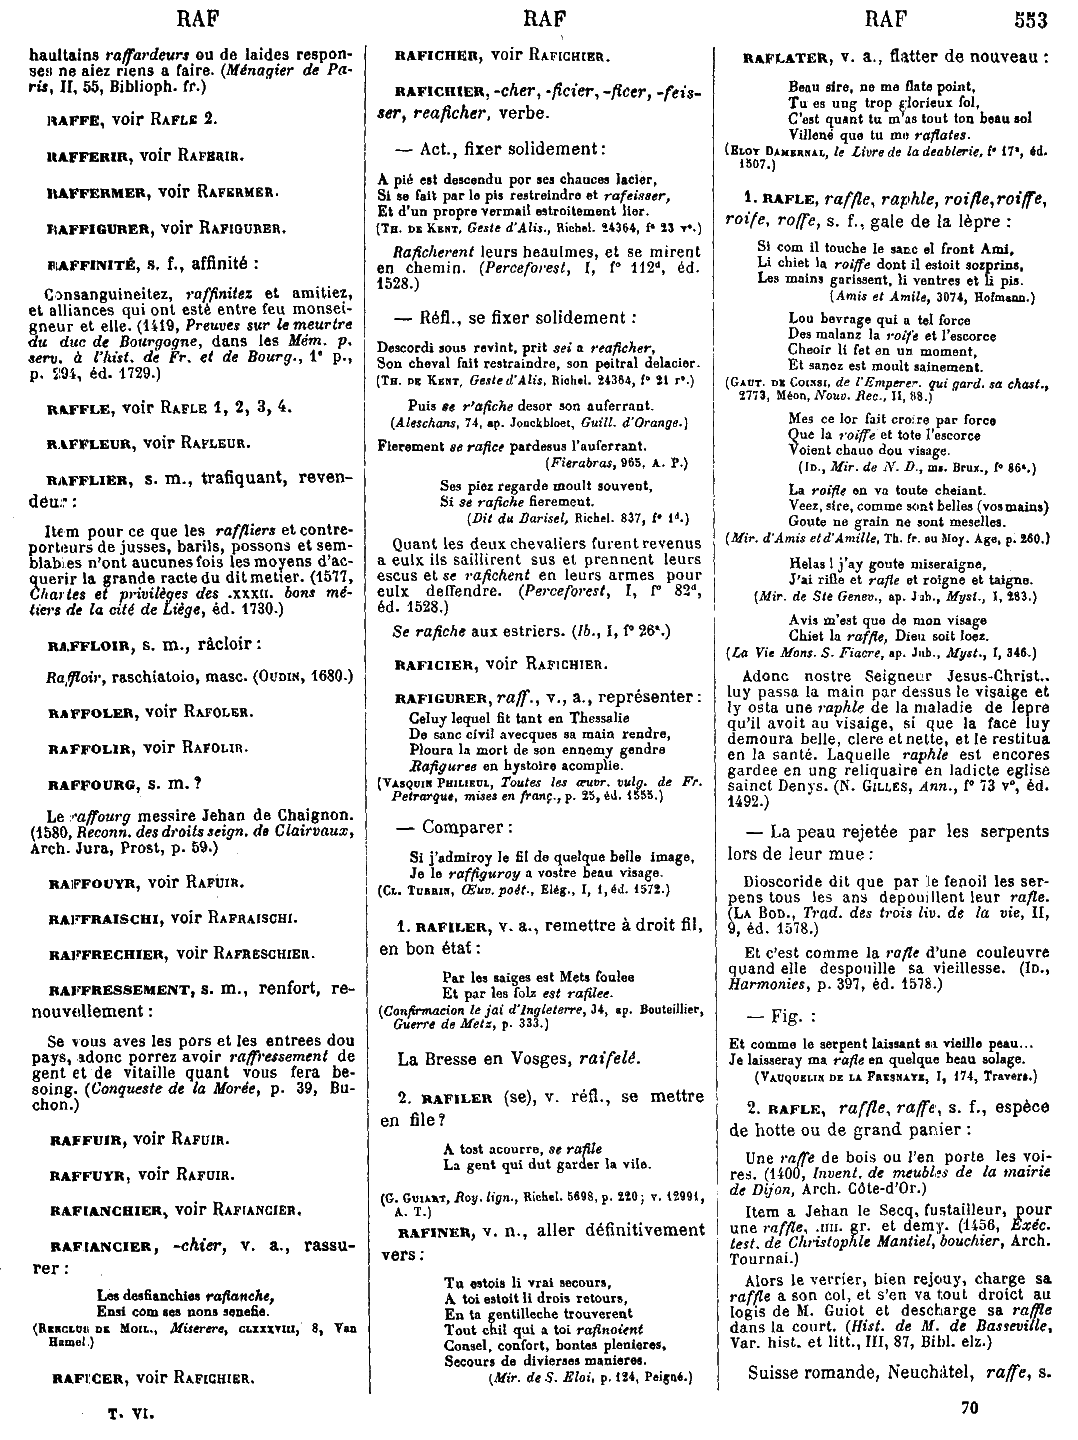 RAF
haultains raffardeurs ou de laides respon-
ses ne aiez riens a faire. (Ménagier de Pa-
ris, II, 55, Biblioph. fr.)
RAFFE, voir RAFLE 2.
RAFFERIR, voir RAFERIR.
RAFFERMER, voir RAFERMER.
RAFFIGURER, voir RAFIGURER.
RAFFINITÉ, s. f., affinité :
Consanguineitez, raffinitez et amitiez,
et alliances qui ont esté entre feu monsei-
gneur et elle. (1419, Preuves sur le meurtre
du duc de Bourgogne, dans les Mém. p.
serv. à l'hist. de Fr. et de Bourg., 1ᵉ p.,
p. 294, éd. 1729.)
RAFFLE, voir RAFLE 1, 2, 3, 4.
RAFFLEUR, voir RAFLEUR.
RAFFLIER, s. m., trafiquant, reven-
deur :
Item pour ce que les raffliers et contre-
porteurs de jusses, barils, possons et sem-
blables n'ont aucunes fois les moyens d'ac-
querir la grande racte du dit metier. (1577,
Chartes et privilèges des .xxxII. bons mé-
tiers de la cité de Liège, éd. 1730.)
RAFFLOIR, s. m., râcloir :
Raffloir, raschiatoio, masc. (OUDIN, 1680.)
RAFFOLER, voir RAFOLER.
RAFFOLIR, voir RAFOLIR.
RAFFOURG, s. m. ?
Le raffourg messire Jehan de Chaignon.
(1580, Reconn. des droits seign. de Clairvaux,
Arch. Jura, Prost, p. 59.)
RAFFOUYR, voir RAFUIR.
RAFFRAISCHI, voir RAFRAISCHI.
RAFFRECHIER, voir RAFRESCHIER.
RAFFRESSEMENT, s. m., renfort, re-
nouvellement :
Se vous aves les pors et les entrees dou
pays, adonc porrez avoir raffressement de
gent et de vitaille quant vous fera be-
soing. (Conqueste de la Morée, p. 39, Bu-
chon.)
RAFFUIR, voir RAFUIR.
RAFFUYR, voir RAFUIR.
RAFIANCHIER, voir RAFIANCIER.
RAFIANCIER, -chier, v. a., rassu-
rer :
Les desfianchies rafianche,
Ensi com ses nons senefie.
(RENCLUS DE MOIL., Miserere, CLXXVIII, 8, Van
Hamel.)
RAFICER, voir RAFICHIER.
T. VI.
RAF
RAFICHER, voir RAFICHIER.
RAFICHIER, -cher, -ficier, -ficer, -feis-
ser, reaficher, verbe.
— Act., fixer solidement :
A pié est descendu por ses chauces lacier,
Si se fait par le pis restreindre et rafeisser,
Et d'un propre vermail estroitement lier.
(TH. DE KENT, Geste d'Alis., Richel. 24364, fº 23 vº.)
Raficherent leurs heaulmes, et se mirent
en chemin. (Perceforest, I, fº 112ᵈ, éd.
1528.)
— Réfl., se fixer solidement :
Descordi sous revint, prit sei a reaficher,
Son cheval fait restraindre, son peitral delacier.
(TH. DE KENT, Geste d'Alis, Richel. 24364, fº 21 rº.)
Puis se r'afiche desor son auferrant.
(Aleschans, 74, ap. Jonckbloet, Guill. d'Orange.)
Fierement se rafice pardesus l'auferrant.
(Fierabras, 965, A. P.)
Ses piez regarde moult souvent,
Si se rafiche fierement.
(Dit du Barisel, Richel. 837, fº 1ᵈ.)
Quant les deux chevaliers furent revenus
a eulx ils saillirent sus et prennent leurs
escus et se rafichent en leurs armes pour
eulx deffendre. (Perceforest, I, fº 82ᵈ,
éd. 1528.)
Se rafiche aux estriers. (Ib., I, fº 26ᵃ.)
RAFICIER, voir RAFICHIER.
RAFIGURER, raff., v., a., représenter :
Celuy lequel fit tant en Thessalie
De sanc civil avecques sa main rendre,
Ploura la mort de son ennemy gendre
Rafiguree en hystoire acomplie.
(VASQUIN PHILIEUL, Toutes les œuvr. vulg. de Fr.
Petrarque, mises en franç., p. 25, éd. 1555.)
— Comparer :
Si j'admiroy le fil de quelque belle image,
Je le raffiguroy a vostre beau visage.
(CL. TURRIN, Œuv. poét., Elég., I, 1, éd. 1572.)
1. RAFILER, v. a., remettre à droit fil,
en bon état :
Par les saiges est Mets foulee
Et par les folz est rafilee.
(Confirmacion le jai d'Ingleterre, 34, ap. Bouteillier,
Guerre de Metz, p. 333.)
La Bresse en Vosges, raifelé.
2. RAFILER (se), v. réfl., se mettre
en file ?
A tost acourre, se rafile
La gent qui dut garder la vile.
(G. GUIART, Roy. lign., Richel. 5698, p. 220; v. 12991,
A. T.)
RAFINER, v. n., aller définitivement
vers :
Tu estois li vrai secours,
A toi estoit li drois retours,
En ta gentilleche trouverent
Tout chil qui a toi rafinoient
Consel, confort, bontes plenieres,
Secours de divierses manieres.
(Mir. de S. Eloi, p. 124, Peigné.)
RAF 553
RAFLATER, v. a., flatter de nouveau :
Beau sire, ne me flate point,
Tu es ung trop glorieux fol,
C'est quant tu m'as tout ton beau sol
Villené que tu me raflates.
(ELOY DAMERNAL, le Livre de la deablerie, fº 17ᵃ, éd.
1507.)
1. RAFLE, raffle, raphle, roifle, roiffe,
roife, roffe, s. f., gale de la lèpre :
Si com il touche le sanc el front Ami,
Li chiet la roiffe dont il estoit sozprins,
Les mains garissent, li ventres et li pis.
(Amis et Amile, 3074, Hofmann.)
Lou bevrage qui a tel force
Des malanz la roife et l'escorce
Cheoir li fet en un moment,
Et sanez est moult sainement.
(GAUT. DE COINSI, de l'Emperer. qui gard. sa chast.,
2773, Méon, Nouv. Rec., II, 88.)
Mes ce lor fait croire par force
Que la roiffe et tote l'escorce
Voient chauo dou visage.
(ID., Mir. de N. D., ms. Brux., fº 86ᵃ.)
La roifle en va toute cheiant.
Veez, sire, comme sont belles (vos mains)
Goute ne grain ne sont meselles.
(Mir. d'Amis et d'Amille, Th. fr. au Moy. Age, p. 260.)
Helas ! j'ay goute miseraigne,
J'ai rifle et rafle et roigne et taigne.
(Mir. de Ste Genev., ap. Jub., Myst., I, 283.)
Avis m'est que de mon visage
Chiet la raffle, Dieu soit loez.
(La Vie Mons. S. Fiacre, ap. Jub., Myst., I, 346.)
Adonc nostre Seigneur Jesus-Christ..
luy passa la main par dessus le visaige et
ly osta une raphle de la maladie de lepre
qu'il avoit au visaige, si que la face luy
demoura belle, clere et nette, et le restitua
en la santé. Laquelle raphle est encores
gardee en ung reliquaire en ladicte eglise
sainct Denys. (N. GILLES, Ann., fº 73 vº, éd.
1492.)
— La peau rejetée par les serpents
lors de leur mue :
Dioscoride dit que par le fenoil les ser-
pens tous les ans depouillent leur rafle.
(LA BOD., Trad. des trois liv. de la vie, II,
9, éd. 1578.)
Et c'est comme la rafle d'une couleuvre
quand elle despouille sa vieillesse. (ID.,
Harmonies, p. 397, éd. 1578.)
— Fig. :
Et comme le serpent laissant sa vieille peau...
Je laisseray ma rafle en quelque beau solage.
(VAUQUELIN DE LA FRESNAYE, I, 174, Travers.)
2. RAFLE, raffle, raffe, s. f., espèce
de hotte ou de grand panier :
Une raffe de bois ou l'en porte les voi-
res. (1400, Invent. de meubles de la mairie
de Dijon, Arch. Côte-d'Or.)
Item a Jehan le Secq, fustailleur, pour
une raffle, .IIII. gr. et demy. (1456, Exéc.
test. de Christophle Mantiel, bouchier, Arch.
Tournai.)
Alors le verrier, bien rejouy, charge sa
raffle a son col, et s'en va tout droict au
logis de M. Guiot et descharge sa raffle
dans la court. (Hist. de M. de Basseville,
Var. hist. et litt., III, 87, Bibl. elz.)
Suisse romande, Neuchâtel, raffe, s.
70